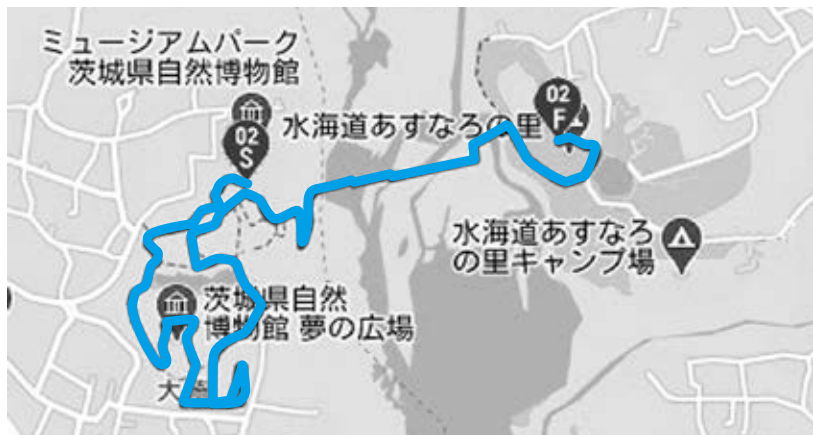 ミュージアムパーク
茨城県自然博物館
02
S
水海道あすなろの里
02
F
水海道あすなろ
の里キャンプ場
茨城県自然
博物館 夢の広場
大